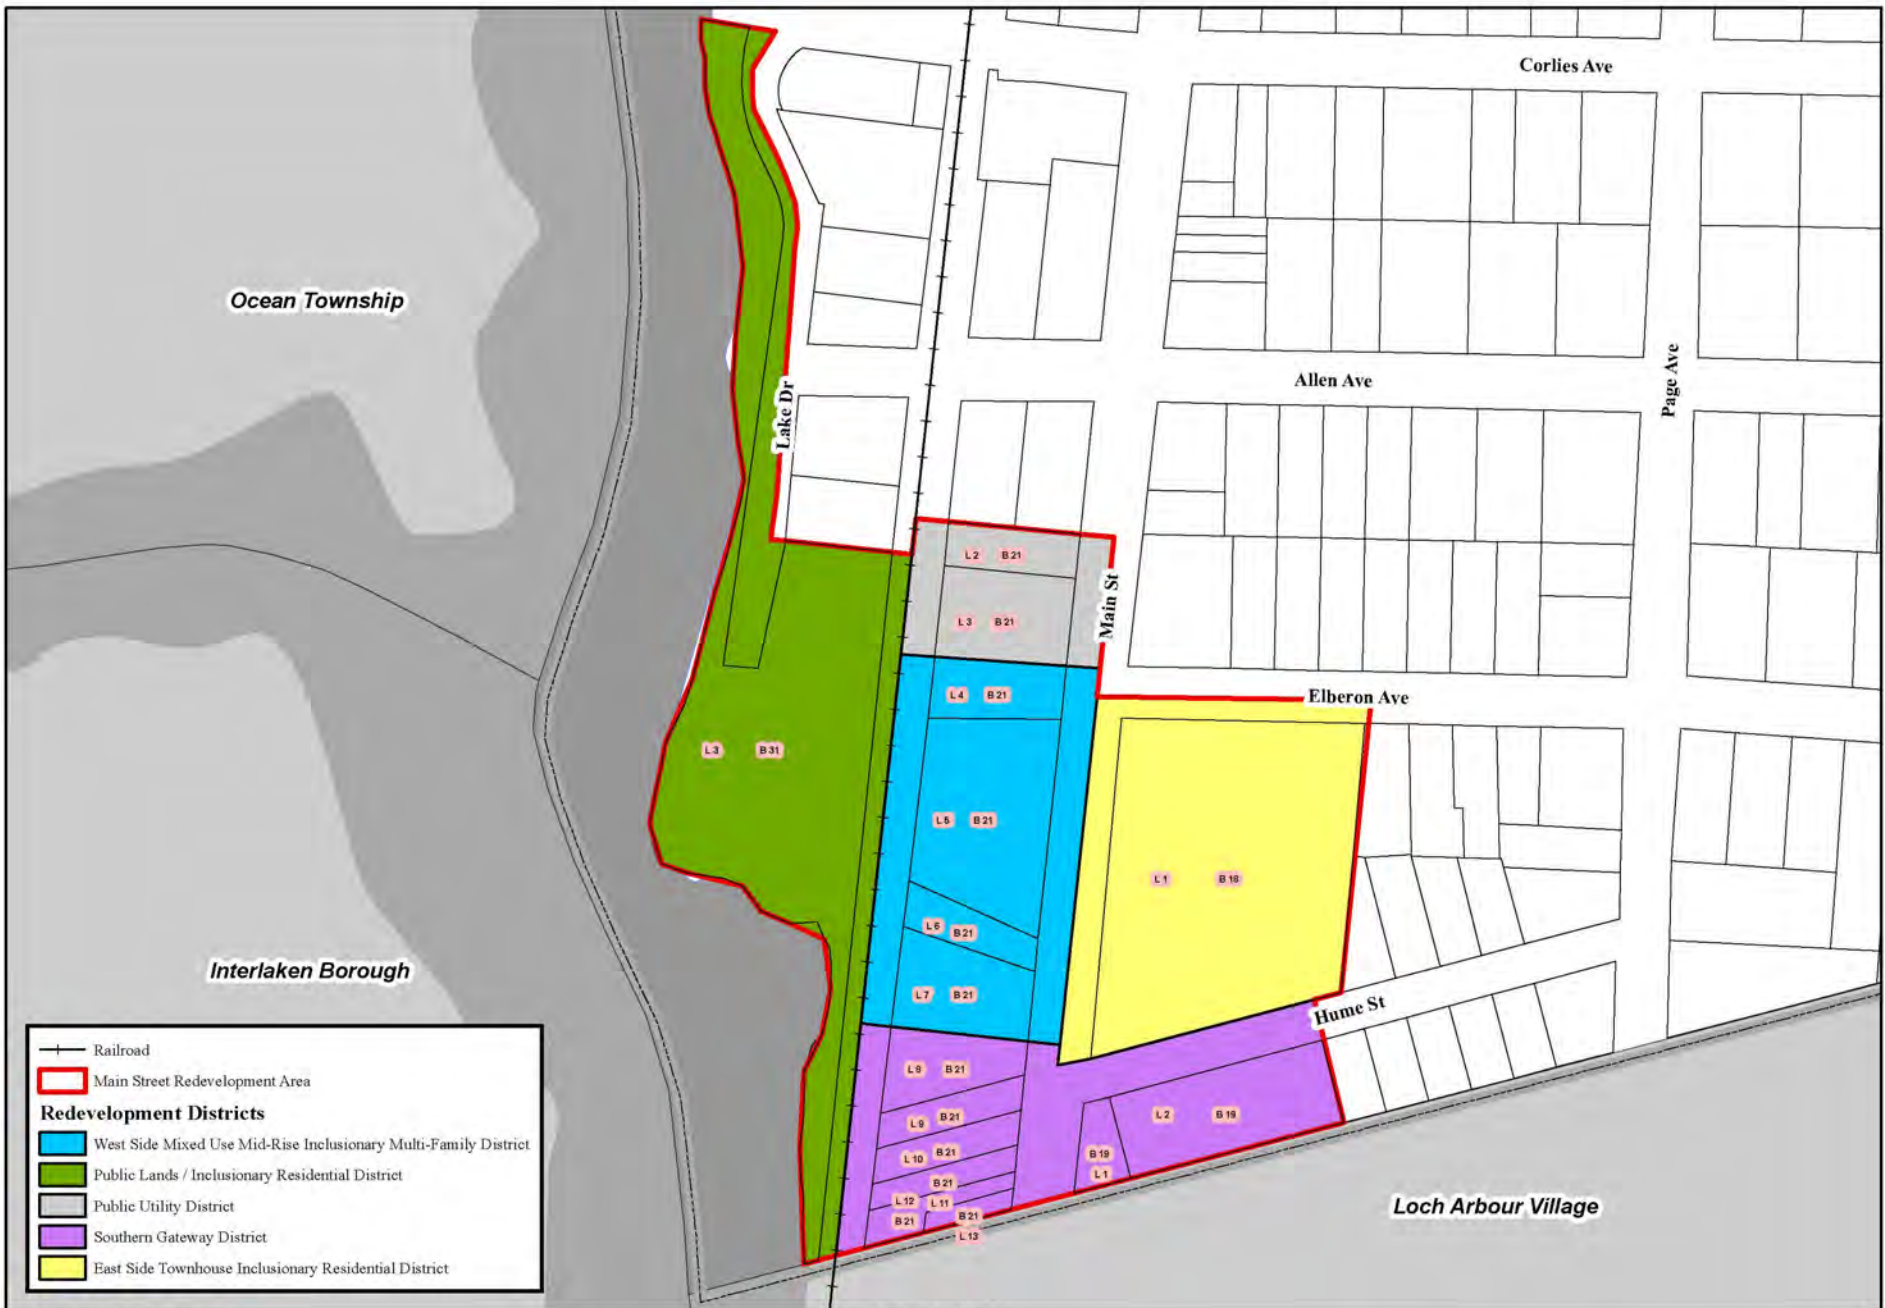 Corlies Ave
Ocean Township
Allen Ave
Page Ave
Lake Dr
L 2 B 21
Main St
L 3 B 21
L 4 B 21
Elberon Ave
L 3 B 31
L 5 B 21
L 1 B 18
L 6 B 21
Interlaken Borough
L 7 B 21
Hume St
L 8 B 21
L 9 B 21
L 2 B 19
L 10 B 21
B 19
L 1
B 21
L 12 L 11
B 21 B 21
L 13
Loch Arbour Village
Railroad
Main Street Redevelopment Area
Redevelopment Districts
West Side Mixed Use Mid-Rise Inclusionary Multi-Family District
Public Lands / Inclusionary Residential District
Public Utility District
Southern Gateway District
East Side Townhouse Inclusionary Residential District